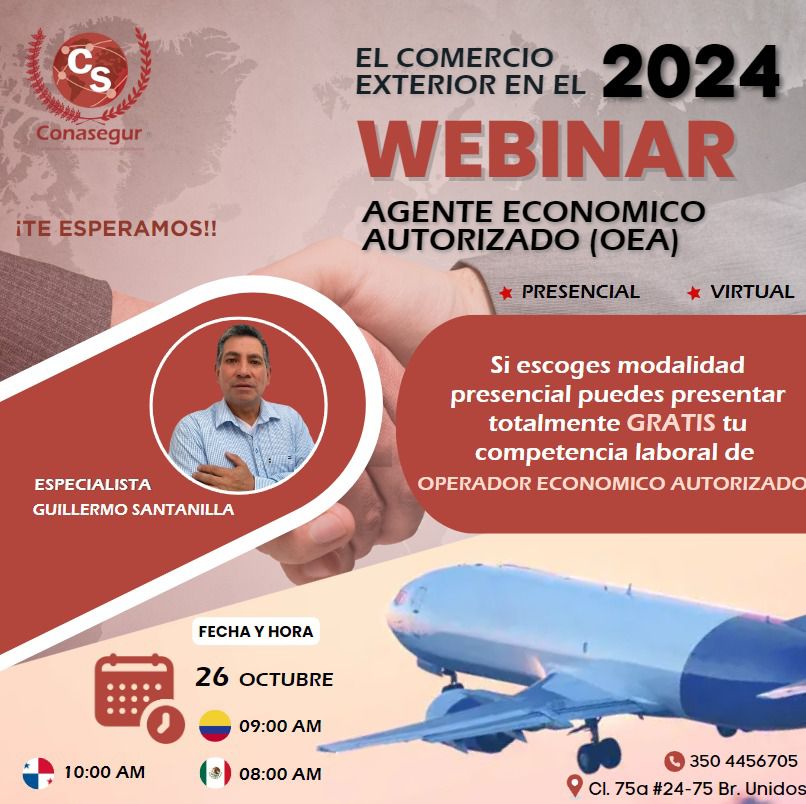 CS
Conasegur
EL COMERCIO
EXTERIOR EN EL 2024
WEBINAR
AGENTE ECONOMICO
AUTORIZADO (OEA)
¡TE ESPERAMOS!!
PRESENCIAL
VIRTUAL
Si escoges modalidad
presencial puedes presentar
totalmente GRATIS tu
competencia laboral de
OPERADOR ECONOMICO AUTORIZADO
ESPECIALISTA
GUILLERMO SANTANILLA
FECHA Y HORA
26 OCTUBRE
09:00 AM
10:00 AM
08:00 AM
350 4456705
Cl. 75a #24-75 Br. Unidos